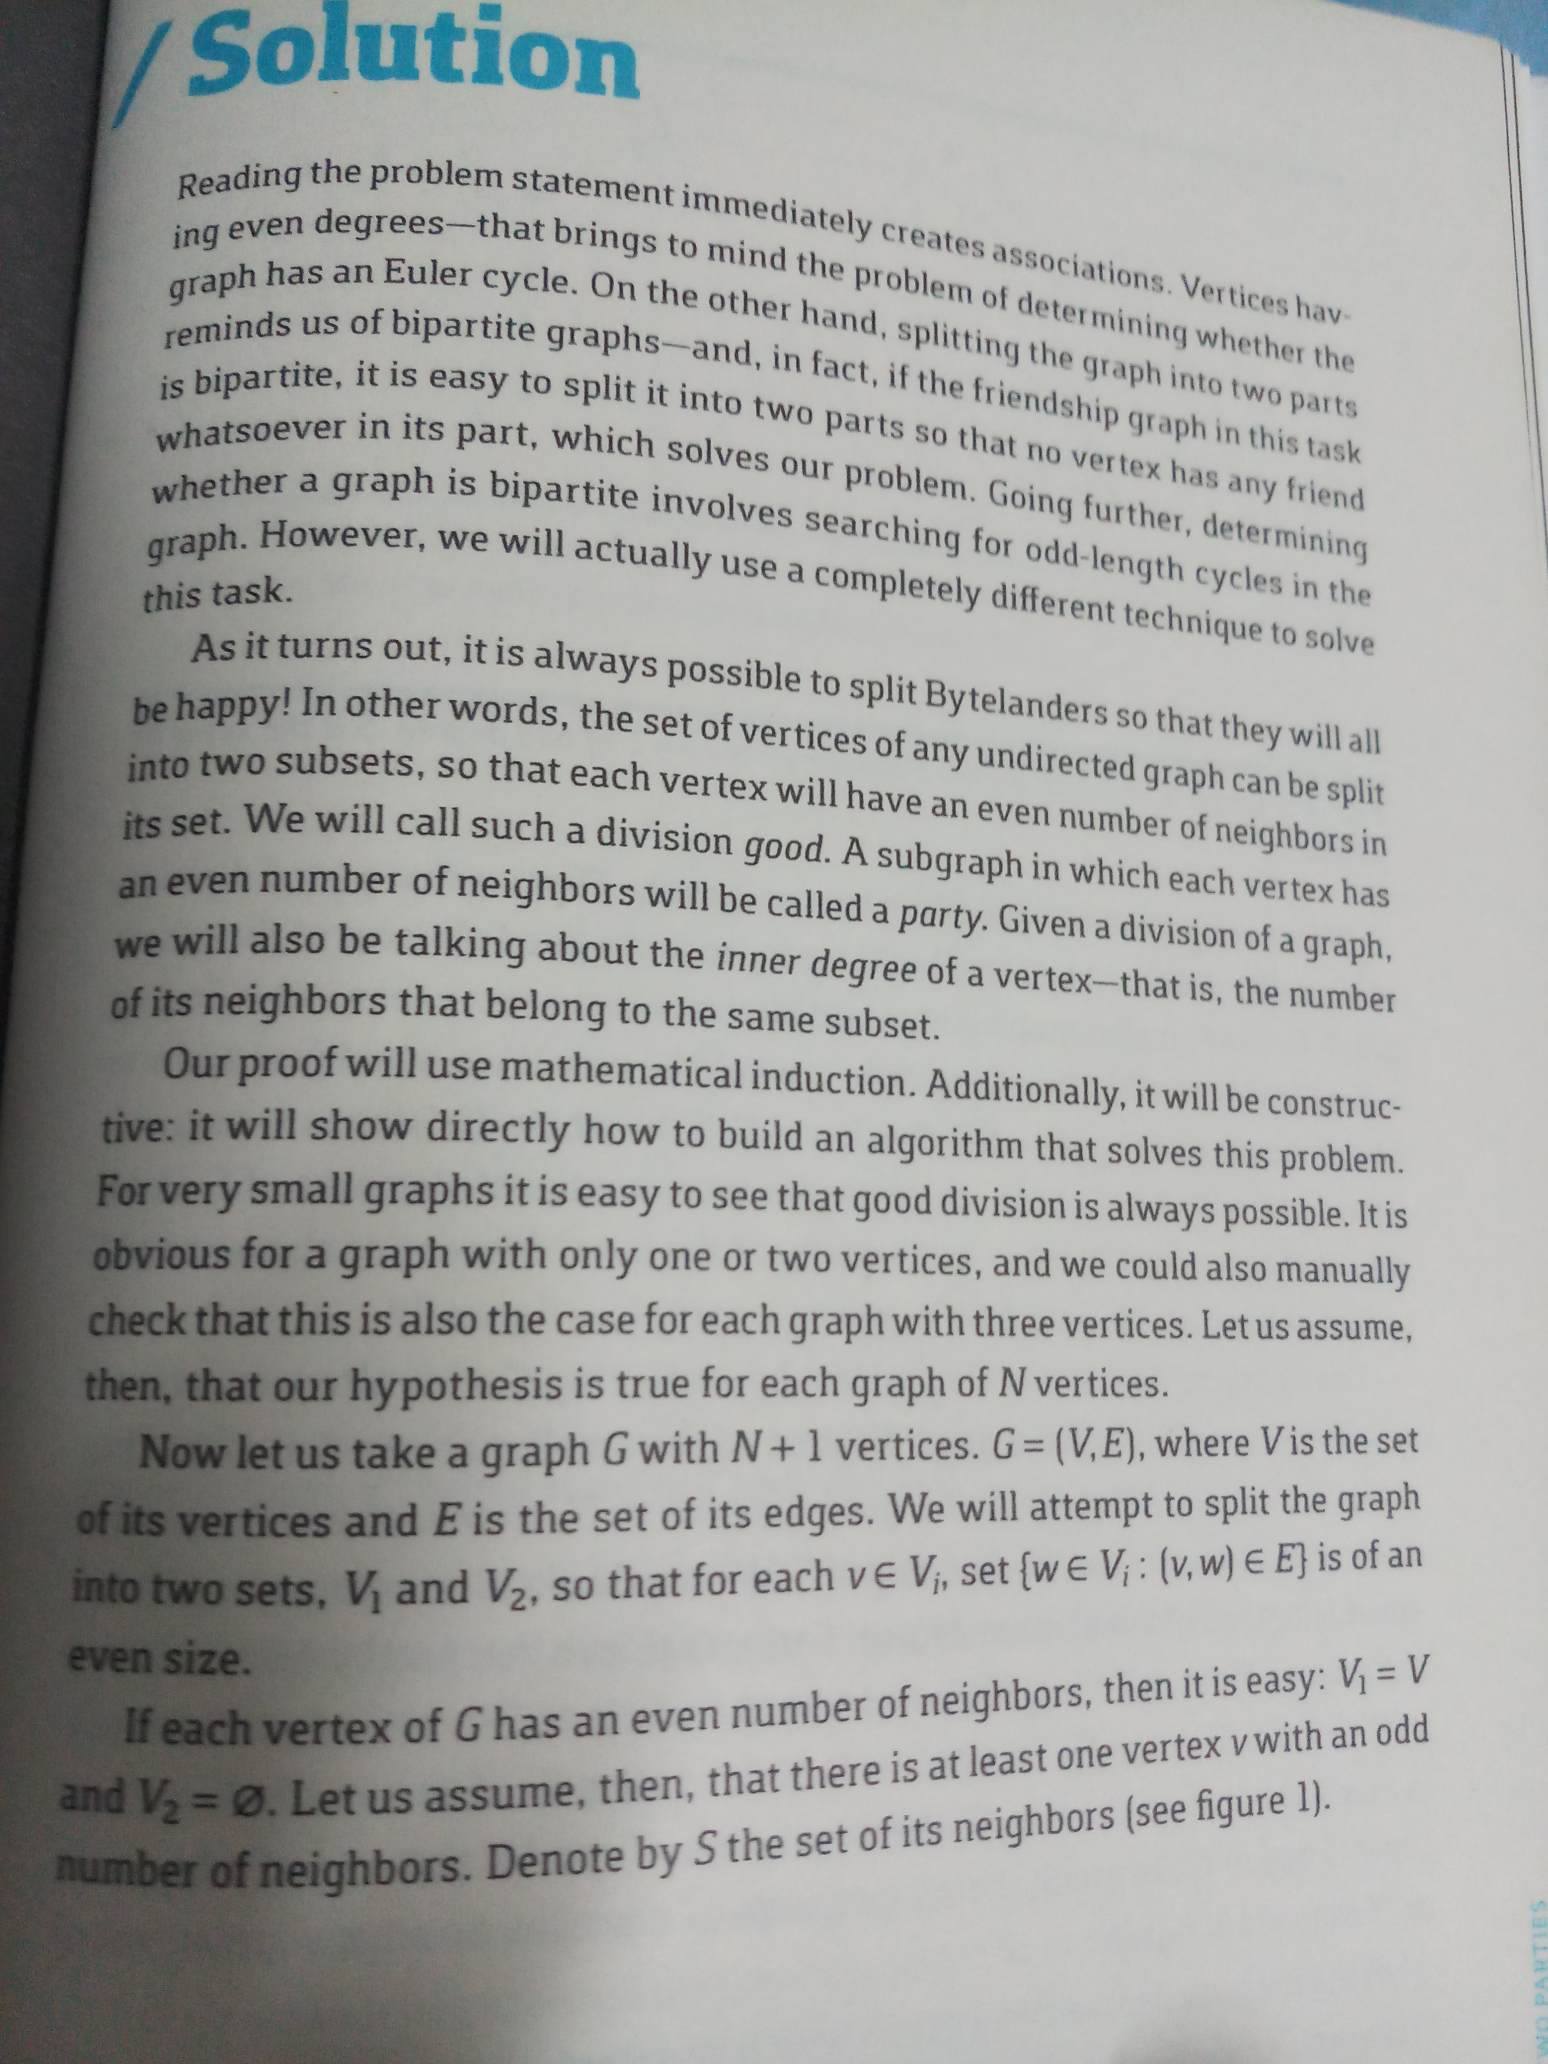 / Solution
Reading the problem statement immediately creates associations. Vertices hav-
ing even degrees—that brings to mind the problem of determining whether the
graph has an Euler cycle. On the other hand, splitting the graph into two parts
reminds us of bipartite graphs—and, in fact, if the friendship graph in this task
is bipartite, it is easy to split it into two parts so that no vertex has any friend
whatsoever in its part, which solves our problem. Going further, determining
whether a graph is bipartite involves searching for odd-length cycles in the
graph. However, we will actually use a completely different technique to solve
this task.
As it turns out, it is always possible to split Bytelanders so that they will all
be happy! In other words, the set of vertices of any undirected graph can be split
into two subsets, so that each vertex will have an even number of neighbors in
its set. We will call such a division good. A subgraph in which each vertex has
an even number of neighbors will be called a party. Given a division of a graph,
we will also be talking about the inner degree of a vertex—that is, the number
of its neighbors that belong to the same subset.
Our proof will use mathematical induction. Additionally, it will be construc-
tive: it will show directly how to build an algorithm that solves this problem.
For very small graphs it is easy to see that good division is always possible. It is
obvious for a graph with only one or two vertices, and we could also manually
check that this is also the case for each graph with three vertices. Let us assume,
then, that our hypothesis is true for each graph of N vertices.
Now let us take a graph G with N + 1 vertices. G = (V,E), where V is the set
of its vertices and E is the set of its edges. We will attempt to split the graph
into two sets, V₁ and V₂, so that for each v ∈ Vᵢ, set {w ∈ Vᵢ : (v,w) ∈ E} is of an
even size.
If each vertex of G has an even number of neighbors, then it is easy: V₁ = V
and V₂ = Ø. Let us assume, then, that there is at least one vertex v with an odd
number of neighbors. Denote by S the set of its neighbors (see figure 1).
PARTIES